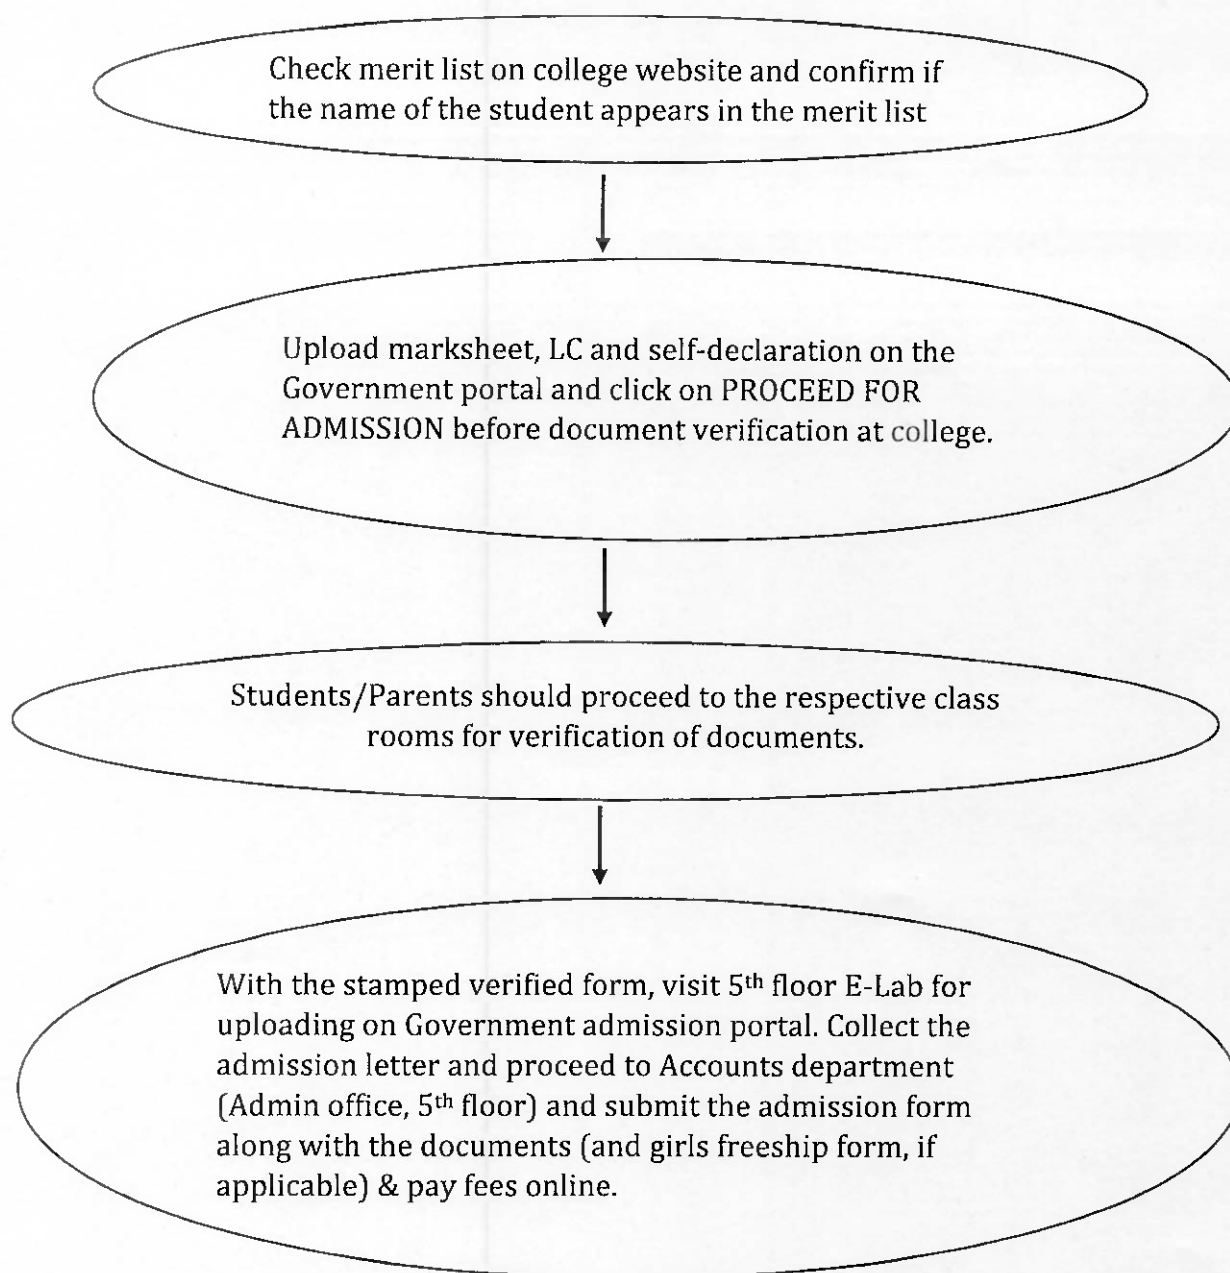 Check merit list on college website and confirm if
the name of the student appears in the merit list
Upload marksheet, LC and self-declaration on the
Government portal and click on PROCEED FOR
ADMISSION before document verification at college.
Students/Parents should proceed to the respective class
rooms for verification of documents.
With the stamped verified form, visit 5th floor E-Lab for
uploading on Government admission portal. Collect the
admission letter and proceed to Accounts department
(Admin office, 5th floor) and submit the admission form
along with the documents (and girls freeship form, if
applicable) & pay fees online.